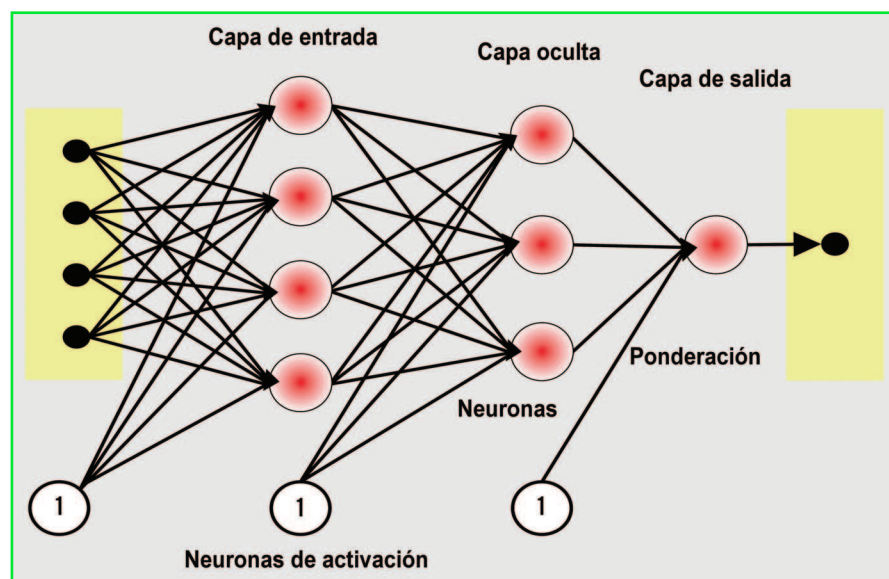 Capa de entrada
Capa oculta
Capa de salida
Ponderación
Neuronas
1
1
1
Neuronas de activación